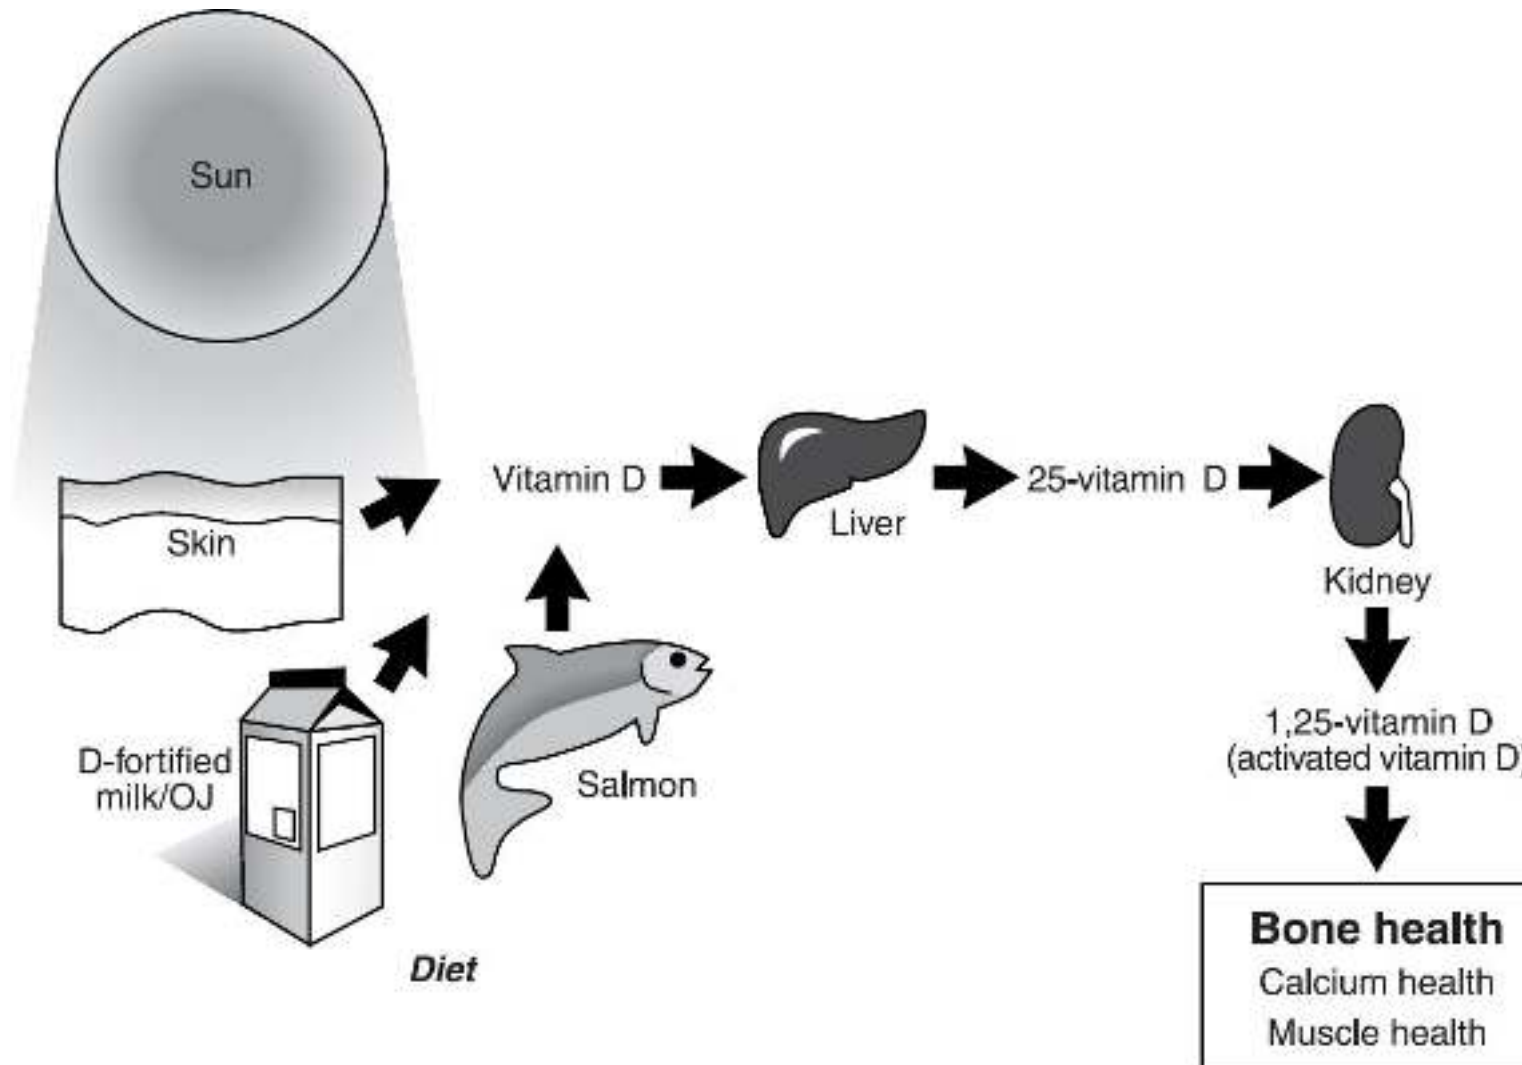 Sun
Skin
Vitamin D
Liver
25-vitamin D
Kidney
D-fortified
milk/OJ
Salmon
Diet
1,25-vitamin D
(activated vitamin D)
Bone health
Calcium health
Muscle health